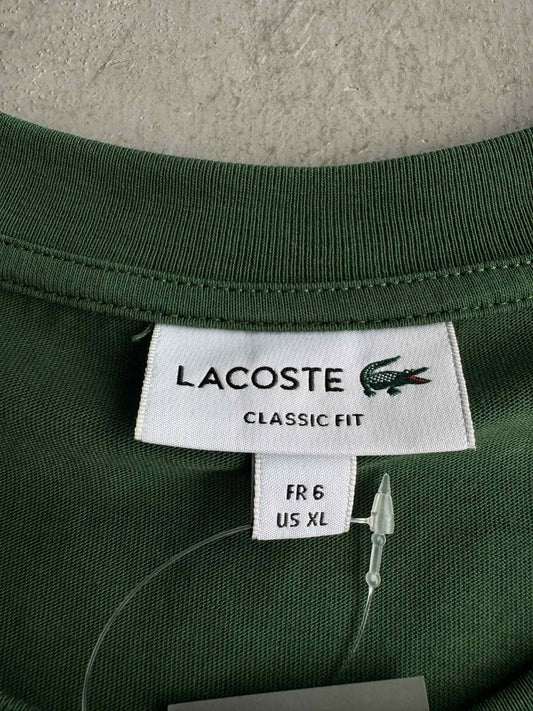 LACOSTE
CLASSIC FIT
FR 6
US XL